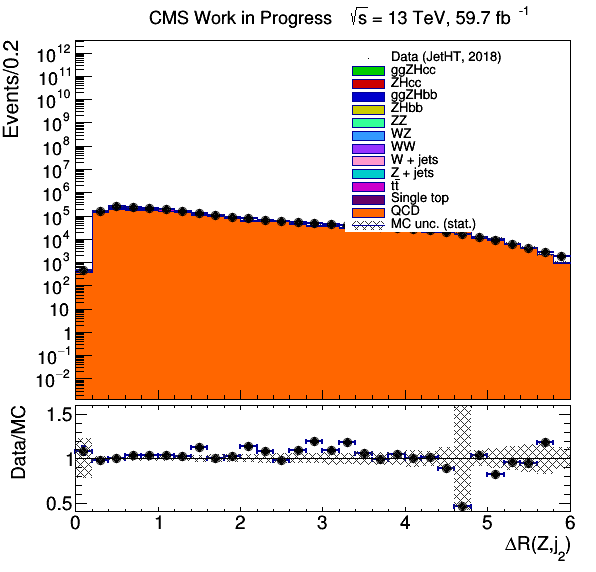 CMS Work in Progress √s = 13 TeV, 59.7 fb⁻¹
Events/0.2
10¹²
10¹¹
10¹⁰
10⁹
10⁸
10⁷
10⁶
10⁵
10⁴
10³
10²
10
1
10⁻¹
10⁻²
Data (JetHT, 2018)
ggZHcc
ZHcc
ggZHbb
ZHbb
ZZ
WZ
WW
W + jets
Z + jets
tt̄
Single top
QCD
MC unc. (stat.)
Data/MC
1.5
1
0.5
0 1 2 3 4 5 6
ΔR(Z,j₂)